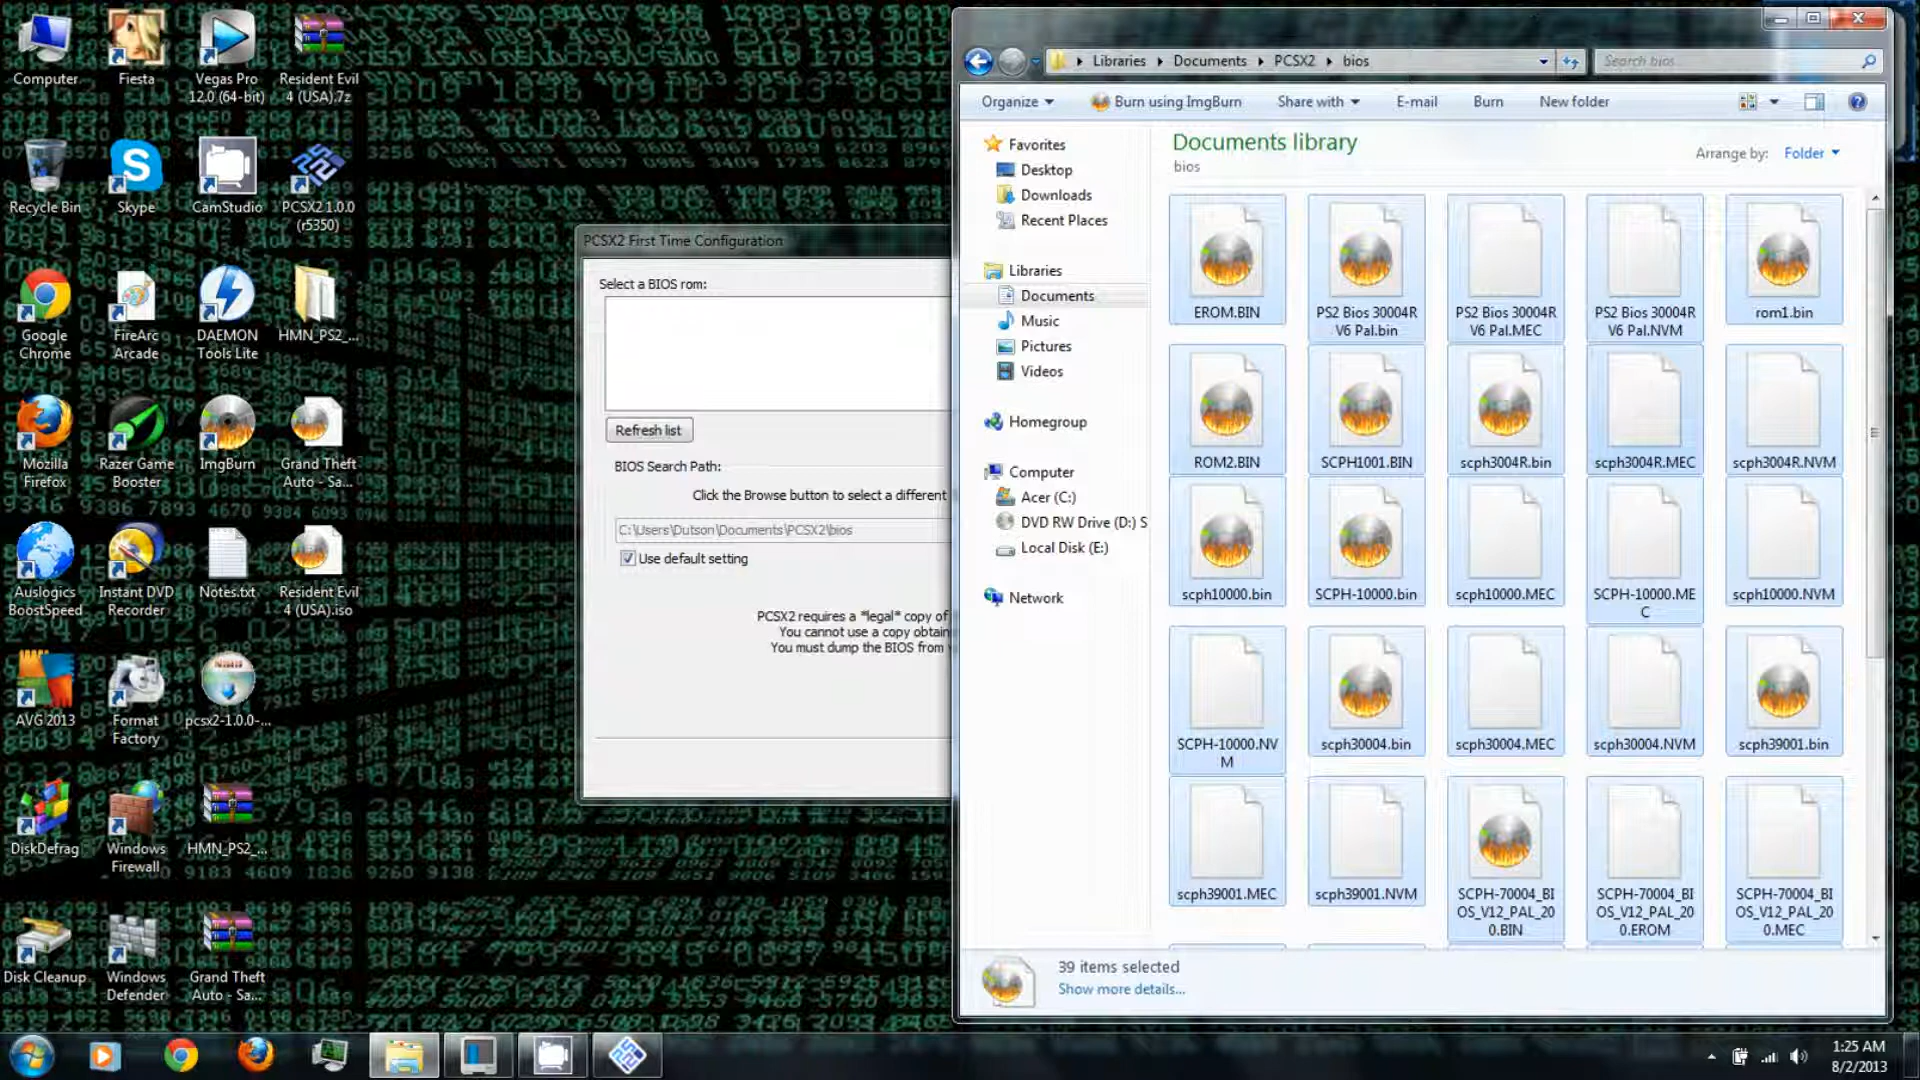 Computer
Fiesta
Vegas Pro
12.0 (64-bit)
Resident Evil
4 (USA).7z
Recycle Bin
Skype
CamStudio
PCSX2 1.0.0
(r5350)
Google
Chrome
FireArc
Arcade
DAEMON
Tools Lite
HMN_PS2_...
Mozilla
Firefox
Razer Game
Booster
ImgBurn
Grand Theft
Auto - Sa...
Auslogics
BoostSpeed
Instant DVD
Recorder
Notes.txt
Resident Evil
4 (USA).iso
AVG 2013
Format
Factory
pcsx2-1.0.0-...
DiskDefrag
Windows
Firewall
HMN_PS2_...
Disk Cleanup
Windows
Defender
Grand Theft
Auto - Sa...
PCSX2 First Time Configuration
Select a BIOS rom:
Refresh list
BIOS Search Path:
Click the Browse button to select a different
C:\Users\Dutson\Documents\PCSX2\bios
Use default setting
PCSX2 requires a *legal* copy of
You cannot use a copy obtain
You must dump the BIOS from
Libraries
Documents
PCSX2
bios
Search bios
Organize
Burn using ImgBurn
Share with
E-mail
Burn
New folder
Favorites
Desktop
Downloads
Recent Places
Libraries
Documents
Music
Pictures
Videos
Homegroup
Computer
Acer (C:)
DVD RW Drive (D:) S
Local Disk (E:)
Network
Documents library
bios
Arrange by: Folder
EROM.BIN
PS2 Bios 30004R
V6 Pal.bin
PS2 Bios 30004R
V6 Pal.MEC
PS2 Bios 30004R
V6 Pal.NVM
rom1.bin
ROM2.BIN
SCPH1001.BIN
scph3004R.bin
scph3004R.MEC
scph3004R.NVM
scph10000.bin
SCPH-10000.bin
scph10000.MEC
SCPH-10000.ME
C
scph10000.NVM
SCPH-10000.NV
M
scph30004.bin
scph30004.MEC
scph30004.NVM
scph39001.bin
scph39001.MEC
scph39001.NVM
SCPH-70004_BI
OS_V12_PAL_20
0.BIN
SCPH-70004_BI
OS_V12_PAL_20
0.EROM
SCPH-70004_BI
OS_V12_PAL_20
0.MEC
39 items selected
Show more details...
1:25 AM
8/2/2013